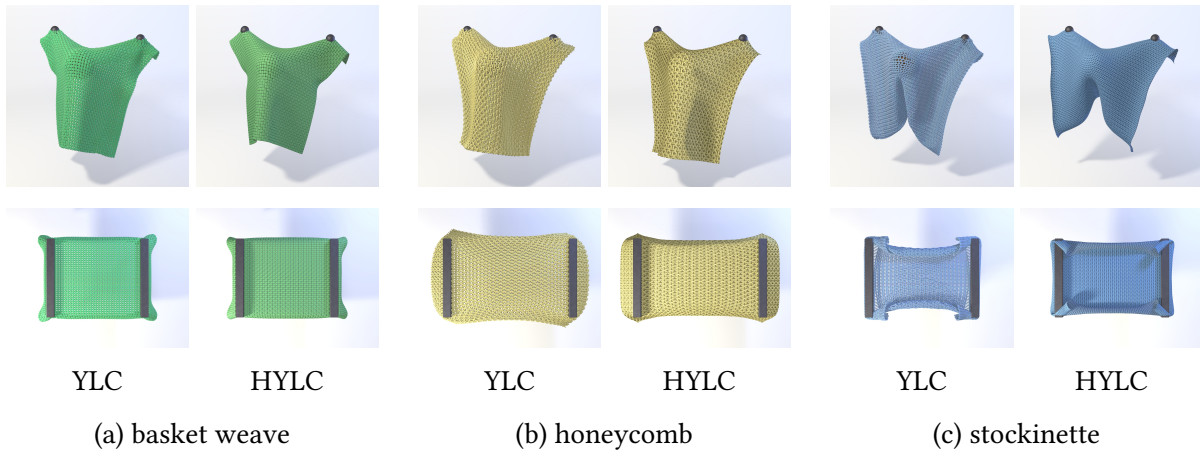 YLC HYLC YLC HYLC YLC HYLC
(a) basket weave (b) honeycomb (c) stockinette